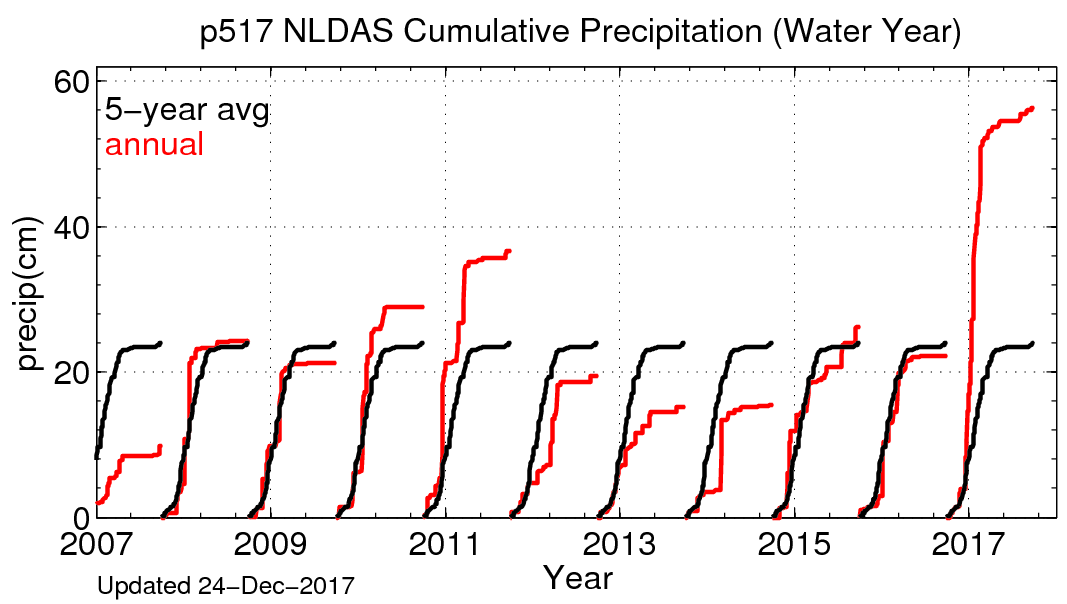 p517 NLDAS Cumulative Precipitation (Water Year)
60
5−year avg
annual
40
precip(cm)
20
0
2007 2009 2011 2013 2015 2017
Year
Updated 24−Dec−2017